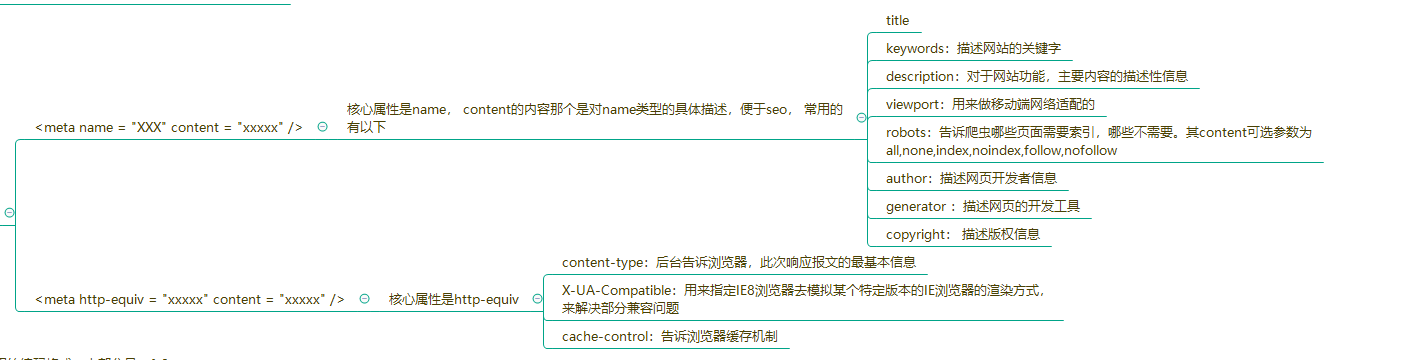 title
keywords：描述网站的关键字
description：对于网站功能，主要内容的描述性信息
viewport：用来做移动端网络适配的
robots：告诉爬虫哪些页面需要索引，哪些不需要。其content可选参数为
all,none,index,noindex,follow,nofollow
author：描述网页开发者信息
generator ：描述网页的开发工具
copyright： 描述版权信息
核心属性是name， content的内容那个是对name类型的具体描述，便于seo， 常用的
有以下
<meta name = "XXX" content = "xxxxx" />
content-type：后台告诉浏览器，此次响应报文的最基本信息
X-UA-Compatible：用来指定IE8浏览器去模拟某个特定版本的IE浏览器的渲染方式，
来解决部分兼容问题
cache-control：告诉浏览器缓存机制
<meta http-equiv = "xxxxx" content = "xxxxx" />
核心属性是http-equiv